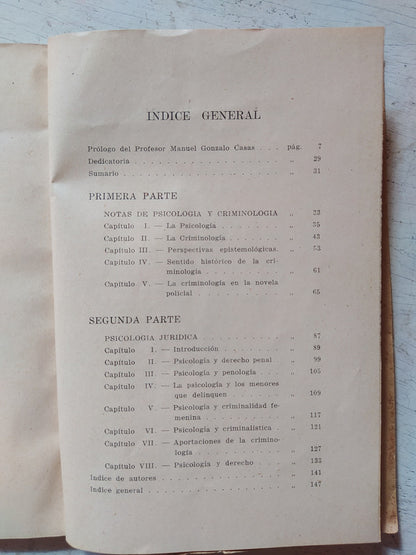 INDICE GENERAL
Prólogo del Profesor Manuel Gonzalo Casas . . . pág. 7
Dedicatoria . . . . . . . . . . . . . . . . . . . . „ 29
Sumario . . . . . . . . . . . . . . . . . . . . . „ 31
PRIMERA PARTE
NOTAS DE PSICOLOGIA Y CRIMINOLOGIA „ 33
Capítulo I. — La Psicología . . . . . . . . „ 35
Capítulo II. — La Criminología . . . . . . . „ 43
Capítulo III. — Perspectivas epistemológicas. „ 53
Capítulo IV. — Sentido histórico de la cri-
minología . . . . . . . . . . „ 61
Capítulo V. — La criminología en la novela
policial . . . . . . . . . . . „ 65
SEGUNDA PARTE
PSICOLOGIA JURIDICA . . . . . . . . . . „ 87
Capítulo I. — Introducción . . . . . . . . „ 89
Capítulo II. — Psicología y derecho penal . „ 99
Capítulo III. — Psicología y penología . . . . „ 105
Capítulo IV. — La psicología y los menores
que delinquen . . . . . . . . „ 109
Capítulo V. — Psicología y criminalidad fe-
menina . . . . . . . . . . . „ 117
Capítulo VI. — Psicología y criminalística . . „ 121
Capítulo VII. — Aportaciones de la crimino-
logía . . . . . . . . . . . . „ 127
Capítulo VIII. — Psicología y derecho . . . . „ 133
Indice de autores . . . . . . . . . . . . . . . „ 141
Indice general . . . . . . . . . . . . . . . . „ 147